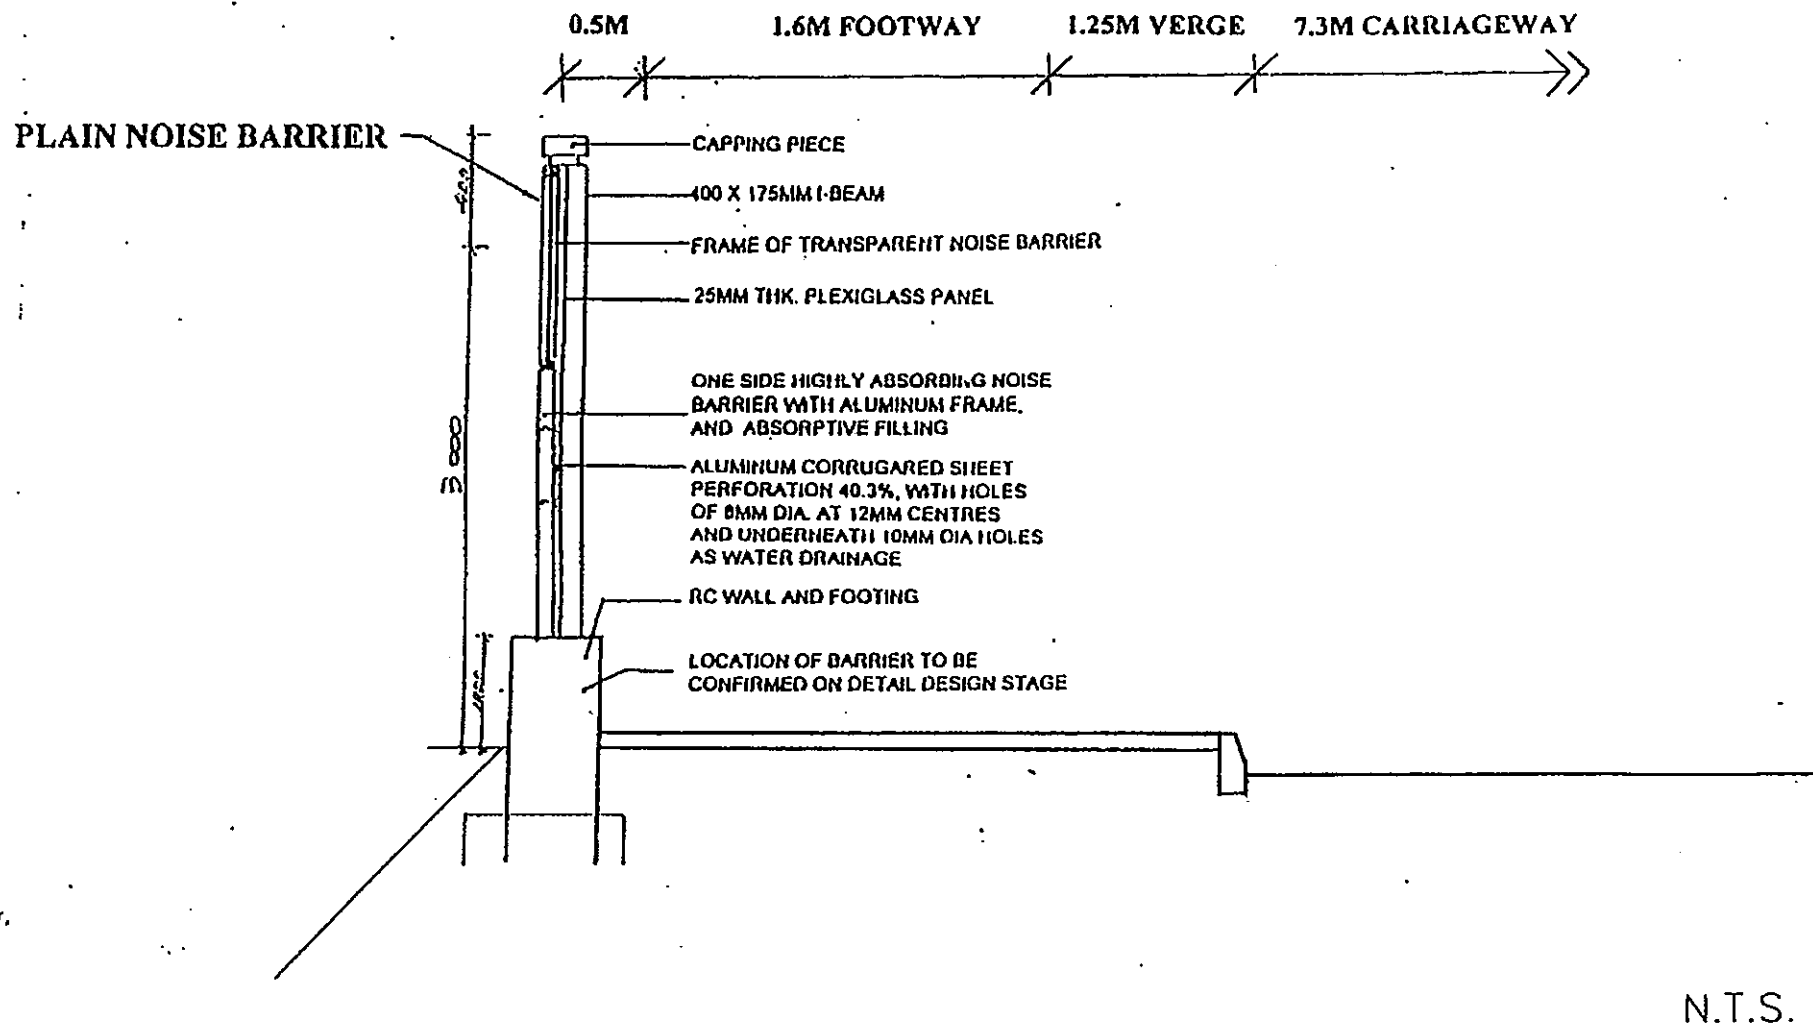 0.5M 1.6M FOOTWAY 1.25M VERGE 7.3M CARRIAGEWAY
PLAIN NOISE BARRIER
CAPPING PIECE
400 X 175MM I-BEAM
FRAME OF TRANSPARENT NOISE BARRIER
25MM THK. PLEXIGLASS PANEL
ONE SIDE HIGHLY ABSORBING NOISE
BARRIER WITH ALUMINUM FRAME,
AND ABSORPTIVE FILLING
3000
ALUMINUM CORRUGARED SHEET
PERFORATION 40.3%, WITH HOLES
OF 8MM DIA. AT 12MM CENTRES
AND UNDERNEATH 10MM DIA HOLES
AS WATER DRAINAGE
RC WALL AND FOOTING
LOCATION OF BARRIER TO BE
CONFIRMED ON DETAIL DESIGN STAGE
N.T.S.